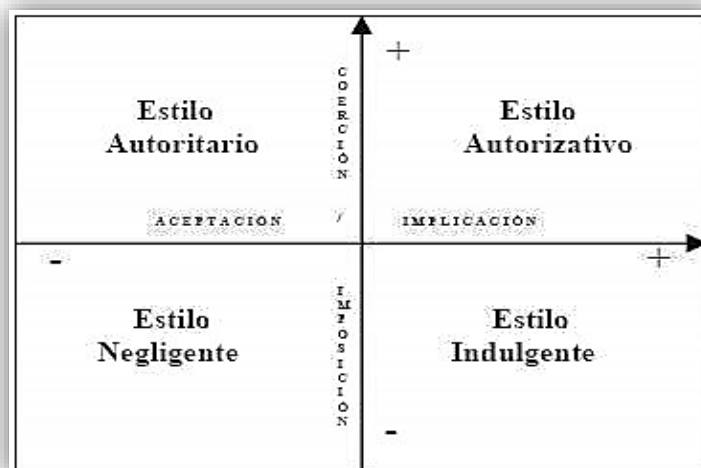 +
COERCIÓN
Estilo
Autoritario
Estilo
Autorizativo
ACEPTACIÓN / IMPLICACIÓN
-
+
IMPOSICIÓN
Estilo
Negligente
Estilo
Indulgente
-